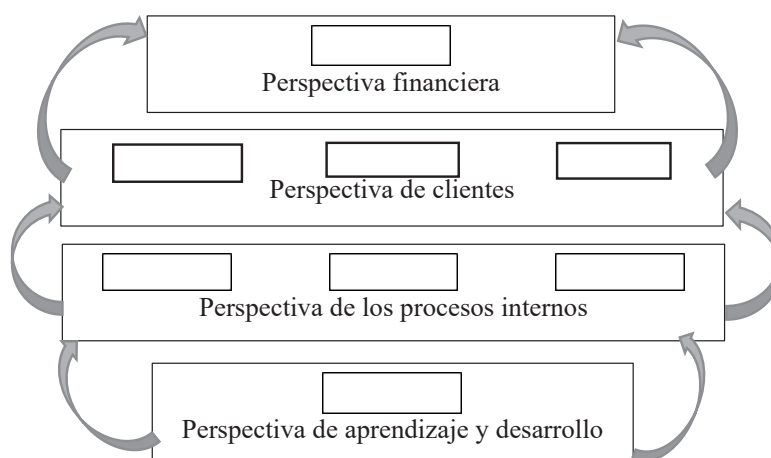 Perspectiva financiera
Perspectiva de clientes
Perspectiva de los procesos internos
Perspectiva de aprendizaje y desarrollo